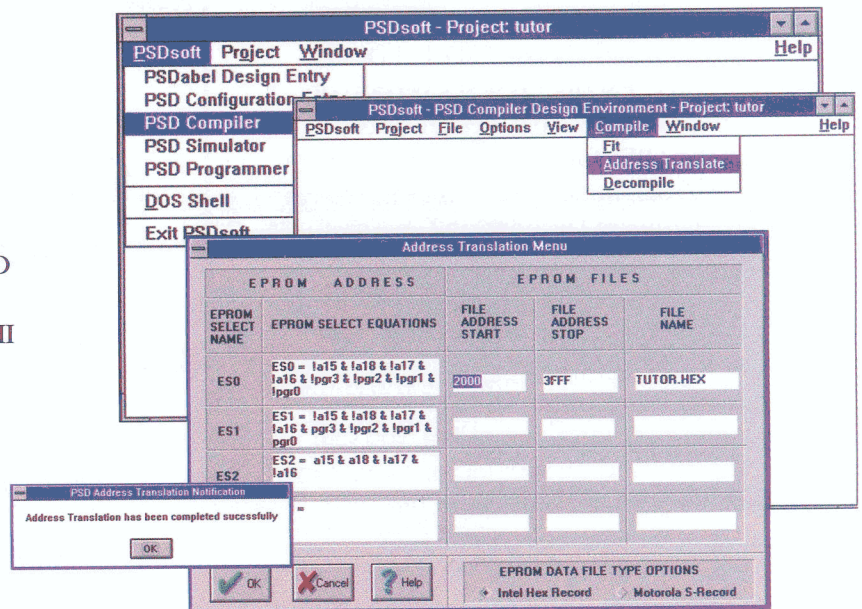 PSDsoft - Project: tutor
PSDsoft Project Window Help
PSDabel Design Entry
PSD Configuration
PSD Compiler
PSD Simulator
PSD Programmer
DOS Shell
Exit PSDsoft
PSDsoft - PSD Compiler Design Environment - Project: tutor
PSDsoft Project File Options View Compile Window Help
Fit
Address Translate
Decompile
Address Translation Menu
EPROM ADDRESS
EPROM FILES
EPROM SELECT NAME
EPROM SELECT EQUATIONS
FILE ADDRESS START
FILE ADDRESS STOP
FILE NAME
ES0
ES0 = !a15 & !a18 & !a17 &
!a16 & !pgr3 & !pgr2 & !pgr1 &
!pgr0
2000
3FFF
TUTOR.HEX
ES1
ES1 = !a15 & !a18 & !a17 &
!a16 & pgr3 & !pgr2 & !pgr1 &
pgr0
ES2
ES2 = a15 & a18 & !a17 &
!a16
=
PSD Address Translation Notification
Address Translation has been completed sucessfully
OK
OK
Cancel
Help
EPROM DATA FILE TYPE OPTIONS
Intel Hex Record
Motorola S-Record